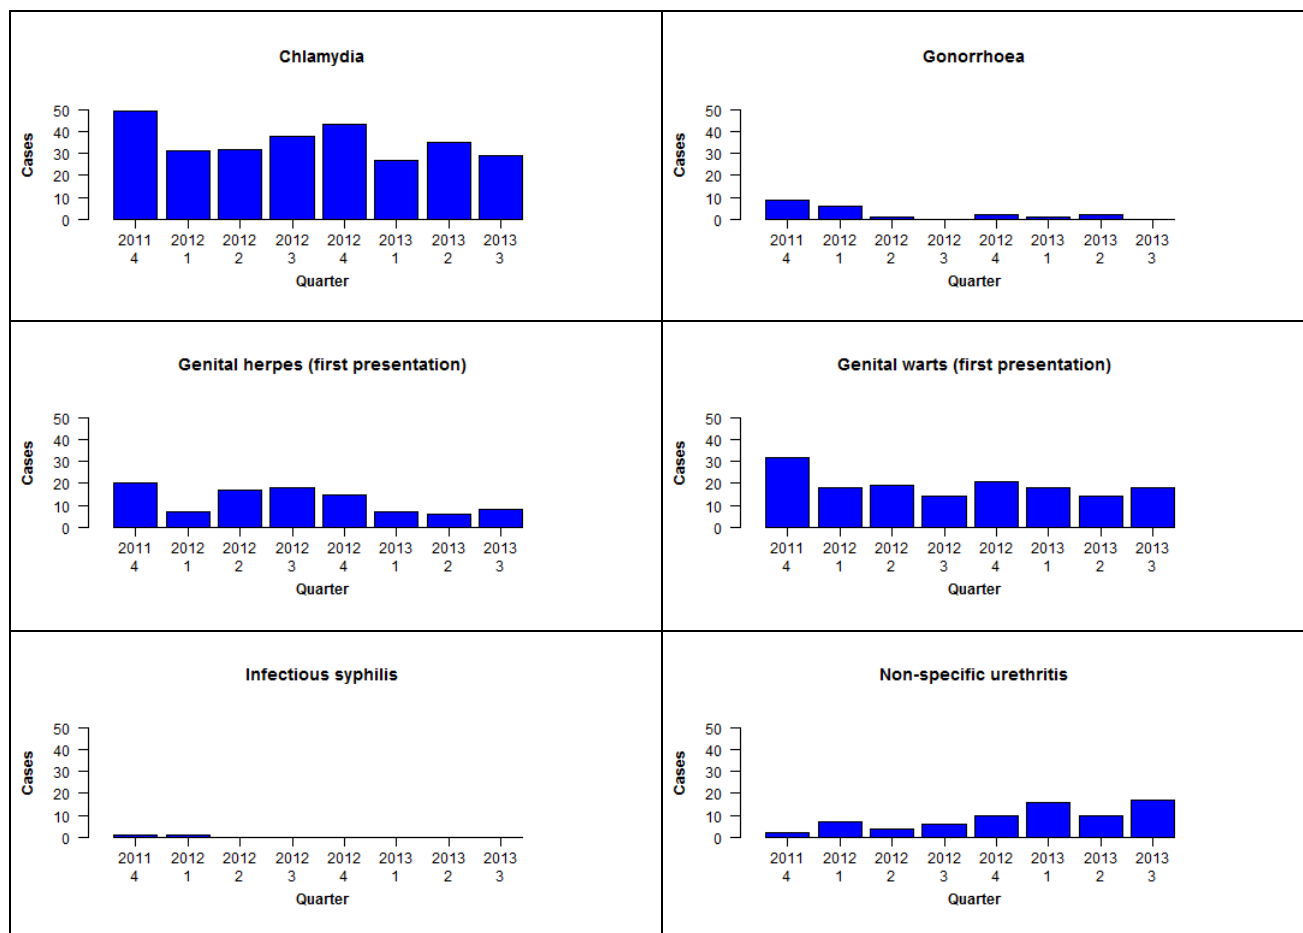 Chlamydia
Cases
50
40
30
20
10
0
2011 2012 2012 2012 2012 2013 2013 2013
4 1 2 3 4 1 2 3
Quarter
Gonorrhoea
Cases
50
40
30
20
10
0
2011 2012 2012 2012 2012 2013 2013 2013
4 1 2 3 4 1 2 3
Quarter
Genital herpes (first presentation)
Cases
50
40
30
20
10
0
2011 2012 2012 2012 2012 2013 2013 2013
4 1 2 3 4 1 2 3
Quarter
Genital warts (first presentation)
Cases
50
40
30
20
10
0
2011 2012 2012 2012 2012 2013 2013 2013
4 1 2 3 4 1 2 3
Quarter
Infectious syphilis
Cases
50
40
30
20
10
0
2011 2012 2012 2012 2012 2013 2013 2013
4 1 2 3 4 1 2 3
Quarter
Non-specific urethritis
Cases
50
40
30
20
10
0
2011 2012 2012 2012 2012 2013 2013 2013
4 1 2 3 4 1 2 3
Quarter